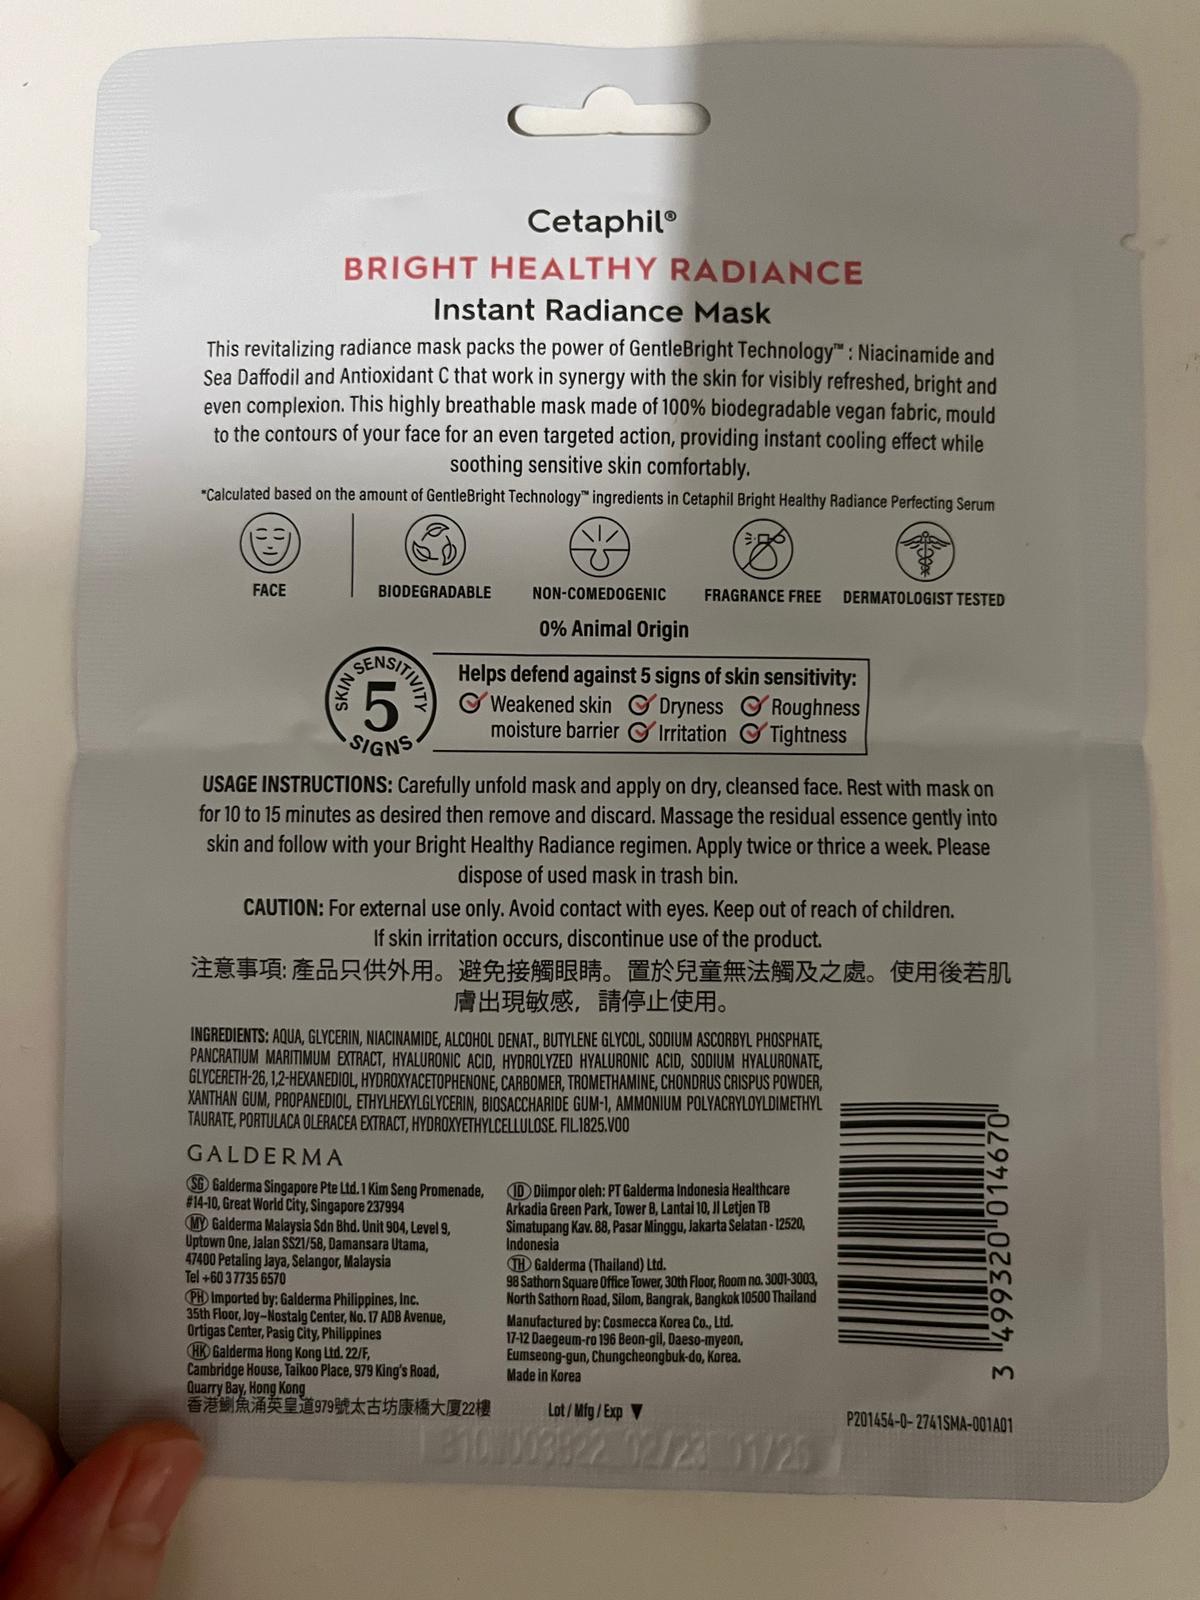 Cetaphil®
BRIGHT HEALTHY RADIANCE
Instant Radiance Mask
This revitalizing radiance mask packs the power of GentleBright Technology™ : Niacinamide and
Sea Daffodil and Antioxidant C that work in synergy with the skin for visibly refreshed, bright and
even complexion. This highly breathable mask made of 100% biodegradable vegan fabric, mould
to the contours of your face for an even targeted action, providing instant cooling effect while
soothing sensitive skin comfortably.
*Calculated based on the amount of GentleBright Technology™ ingredients in Cetaphil Bright Healthy Radiance Perfecting Serum
FACE BIODEGRADABLE NON-COMEDOGENIC FRAGRANCE FREE DERMATOLOGIST TESTED
0% Animal Origin
SKIN SENSITIVITY
5
SIGNS
Helps defend against 5 signs of skin sensitivity:
Weakened skin Dryness Roughness
moisture barrier Irritation Tightness
USAGE INSTRUCTIONS: Carefully unfold mask and apply on dry, cleansed face. Rest with mask on
for 10 to 15 minutes as desired then remove and discard. Massage the residual essence gently into
skin and follow with your Bright Healthy Radiance regimen. Apply twice or thrice a week. Please
dispose of used mask in trash bin.
CAUTION: For external use only. Avoid contact with eyes. Keep out of reach of children.
If skin irritation occurs, discontinue use of the product.
注意事項: 產品只供外用。避免接觸眼睛。置於兒童無法觸及之處。使用後若肌
膚出現敏感，請停止使用。
INGREDIENTS: AQUA, GLYCERIN, NIACINAMIDE, ALCOHOL DENAT., BUTYLENE GLYCOL, SODIUM ASCORBYL PHOSPHATE,
PANCRATIUM MARITIMUM EXTRACT, HYALURONIC ACID, HYDROLYZED HYALURONIC ACID, SODIUM HYALURONATE,
GLYCERETH-26, 1,2-HEXANEDIOL, HYDROXYACETOPHENONE, CARBOMER, TROMETHAMINE, CHONDRUS CRISPUS POWDER,
XANTHAN GUM, PROPANEDIOL, ETHYLHEXYLGLYCERIN, BIOSACCHARIDE GUM-1, AMMONIUM POLYACRYLOYLDIMETHYL
TAURATE, PORTULACA OLERACEA EXTRACT, HYDROXYETHYLCELLULOSE. FIL.1825.V00
GALDERMA
SG Galderma Singapore Pte Ltd. 1 Kim Seng Promenade,
#14-10, Great World City, Singapore 237994
MY Galderma Malaysia Sdn Bhd. Unit 904, Level 9,
Uptown One, Jalan SS21/58, Damansara Utama,
47400 Petaling Jaya, Selangor, Malaysia
Tel +60 3 7735 6570
PH Imported by: Galderma Philippines, Inc.
35th Floor, Joy~Nostalg Center, No. 17 ADB Avenue,
Ortigas Center, Pasig City, Philippines
HK Galderma Hong Kong Ltd. 22/F,
Cambridge House, Taikoo Place, 979 King's Road,
Quarry Bay, Hong Kong
香港鰂魚涌英皇道979號太古坊康橋大厦22樓
ID Diimpor oleh: PT Galderma Indonesia Healthcare
Arkadia Green Park, Tower B, Lantai 10, Jl Letjen TB
Simatupang Kav. 88, Pasar Minggu, Jakarta Selatan - 12520,
Indonesia
TH Galderma (Thailand) Ltd.
98 Sathorn Square Office Tower, 30th Floor, Room no. 3001-3003,
North Sathorn Road, Silom, Bangrak, Bangkok 10500 Thailand
Manufactured by: Cosmecca Korea Co., Ltd.
17-12 Daegeum-ro 196 Beon-gil, Daeso-myeon,
Eumseong-gun, Chungcheongbuk-do, Korea.
Made in Korea
Lot / Mfg / Exp ▼
02/23
3 499320 014670
P201454-0- 2741SMA-001A01